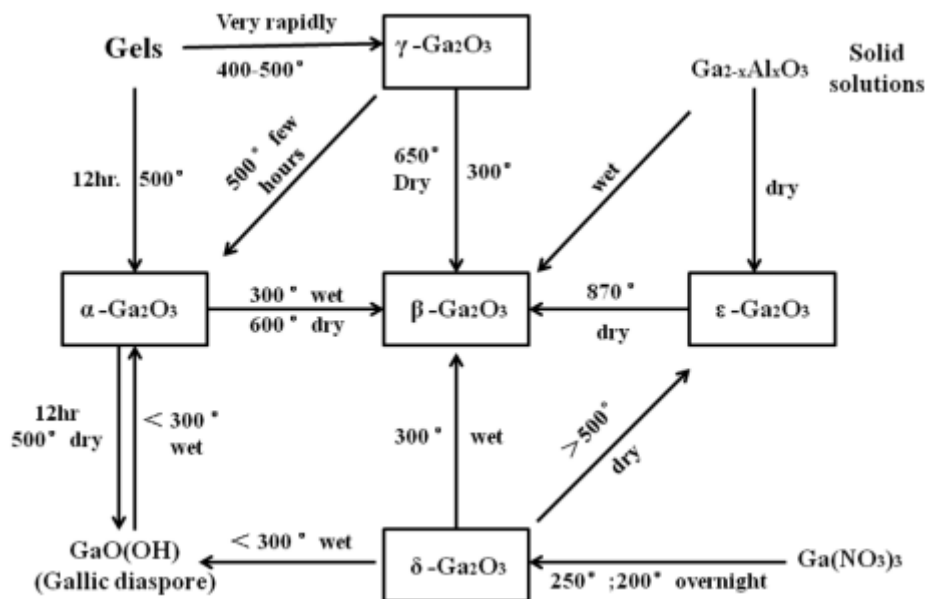 Very rapidly
Gels
400-500°
γ-Ga2O3
Ga2-xAlxO3
Solid
solutions
12hr.
500°
500° few
hours
650°
Dry
300°
wet
dry
α-Ga2O3
300° wet
600° dry
β-Ga2O3
870°
dry
ε-Ga2O3
12hr
500° dry
<300°
wet
300°
wet
>500°
dry
GaO(OH)
(Gallic diaspore)
<300° wet
δ-Ga2O3
250° ;200° overnight
Ga(NO3)3